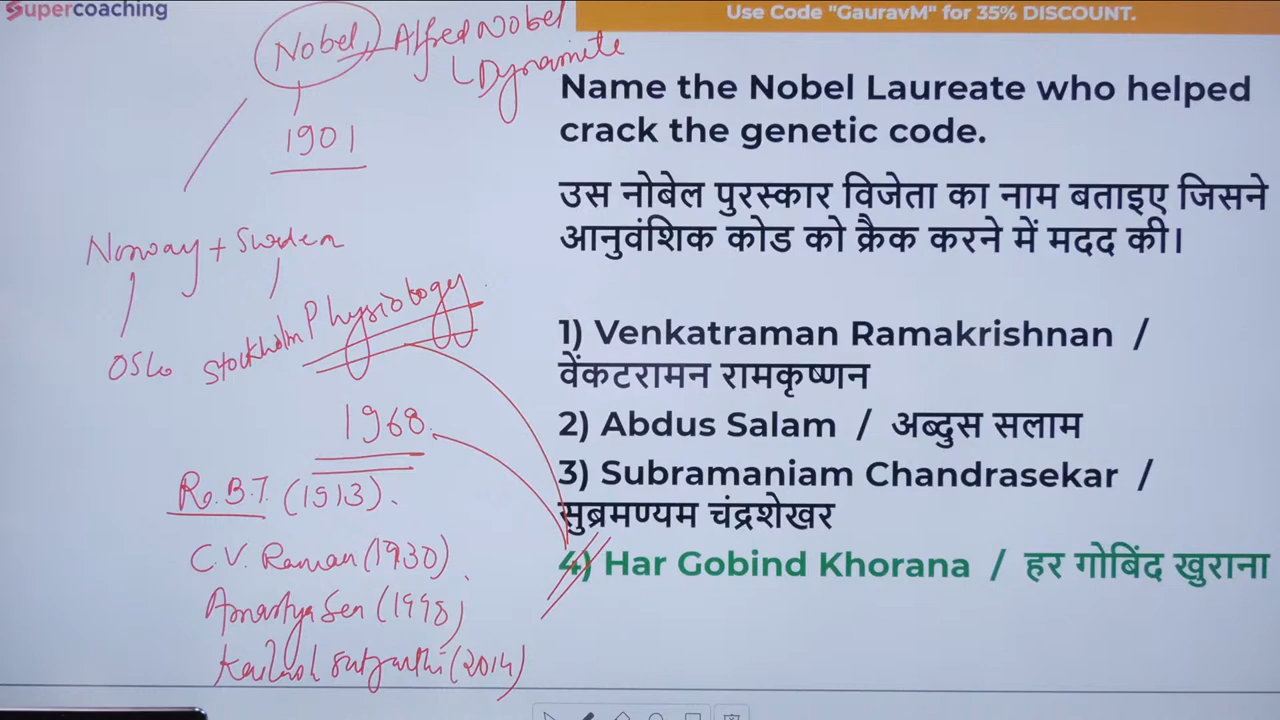 Supercoaching
Use Code "GauravM" for 35% DISCOUNT.
Nobel, Alfred Nobel
Dynamite
1901
Norway + Sweden
Oslo Stockholm Physiology
1968
R.B.T. (1913).
C.V. Raman (1930)
Amartya Sen (1998)
Kailash Satyarthi (2014)
Name the Nobel Laureate who helped
crack the genetic code.
उस नोबेल पुरस्कार विजेता का नाम बताइए जिसने
आनुवंशिक कोड को क्रैक करने में मदद की।
1) Venkatraman Ramakrishnan /
वेंकटरामन रामकृष्णन
2) Abdus Salam / अब्दुस सलाम
3) Subramaniam Chandrasekar /
सुब्रमण्यम चंद्रशेखर
4) Har Gobind Khorana / हर गोबिंद खुराना